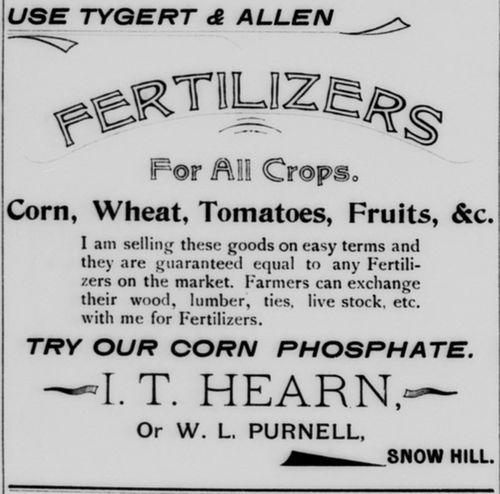 USE TYGERT & ALLEN
FERTILIZERS
For All Crops.
Corn, Wheat, Tomatoes, Fruits, &c.
I am selling these goods on easy terms and
they are guaranteed equal to any Fertili-
zers on the market. Farmers can exchange
their wood, lumber, ties, live stock, etc.
with me for Fertilizers.
TRY OUR CORN PHOSPHATE.
I. T. HEARN,
Or W. L. PURNELL,
SNOW HILL.